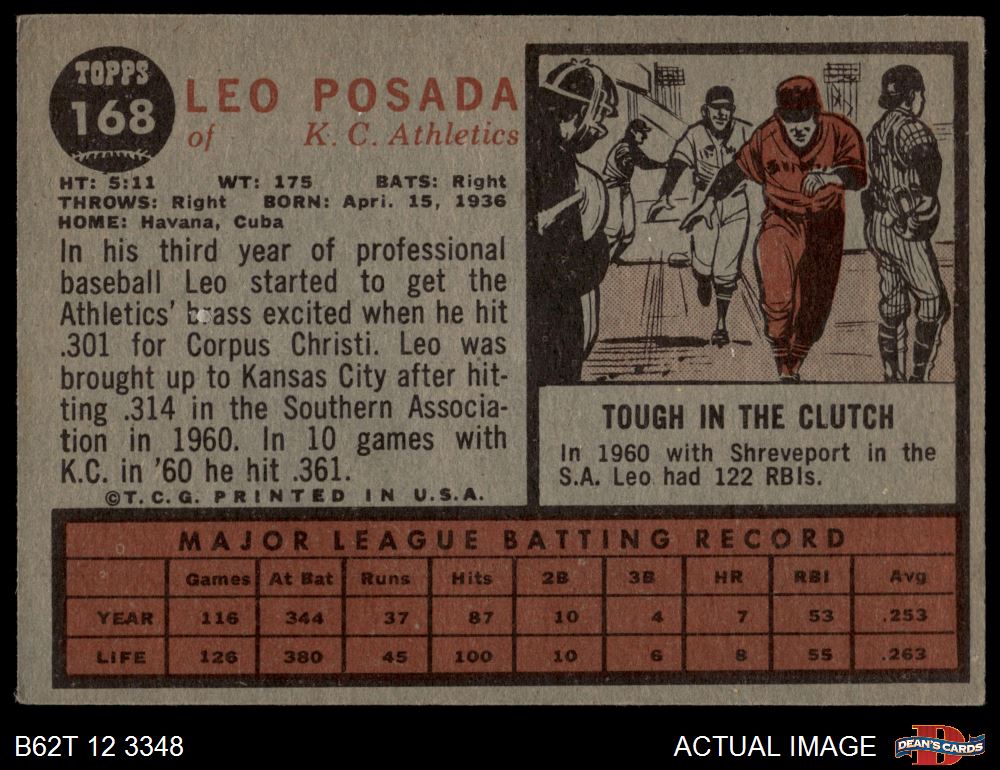 TOPPS
168
LEO POSADA
of K. C. Athletics
HT: 5:11 WT: 175 BATS: Right
THROWS: Right BORN: Apri. 15, 1936
HOME: Havana, Cuba
In his third year of professional
baseball Leo started to get the
Athletics' brass excited when he hit
.301 for Corpus Christi. Leo was
brought up to Kansas City after hit-
ting .314 in the Southern Associa-
tion in 1960. In 10 games with
K.C. in '60 he hit .361.
©T. C. G. PRINTED IN U.S.A.
TOUGH IN THE CLUTCH
In 1960 with Shreveport in the
S.A. Leo had 122 RBIs.
MAJOR LEAGUE BATTING RECORD
Games At Bat Runs Hits 2B 3B HR RBI Avg
YEAR 116 344 37 87 10 4 7 53 .253
LIFE 126 380 45 100 10 6 8 55 .263
B62T 12 3348
ACTUAL IMAGE
DEAN'S CARDS